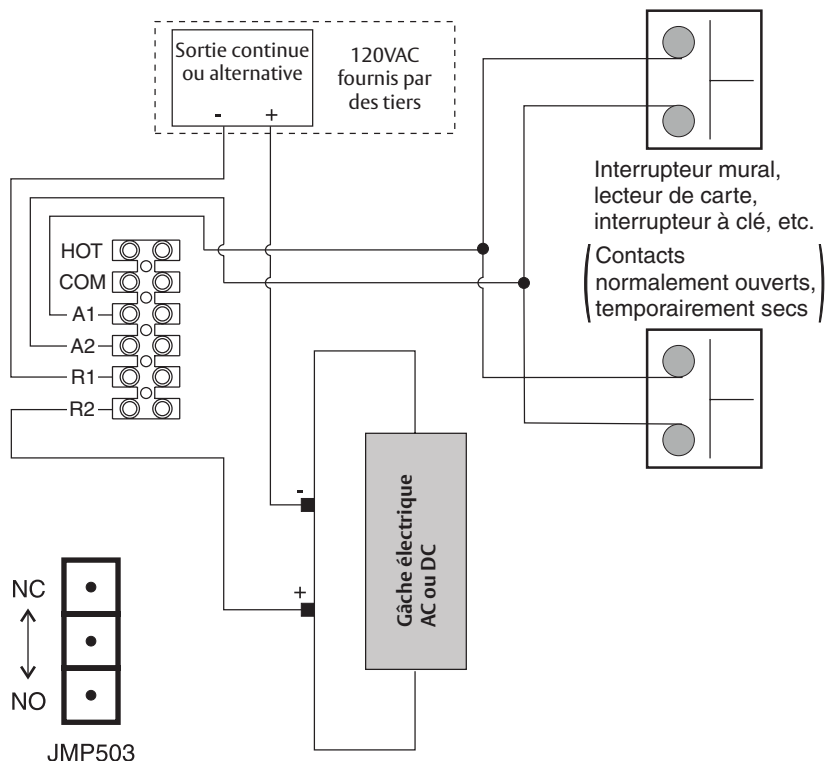 Sortie continue
ou alternative
120VAC
fournis par
des tiers
- +
Interrupteur mural,
lecteur de carte,
interrupteur à clé, etc.
(Contacts
normalement ouverts,
temporairement secs)
HOT
COM
A1
A2
R1
R2
-
+
Gâche électrique
AC ou DC
NC
NO
JMP503